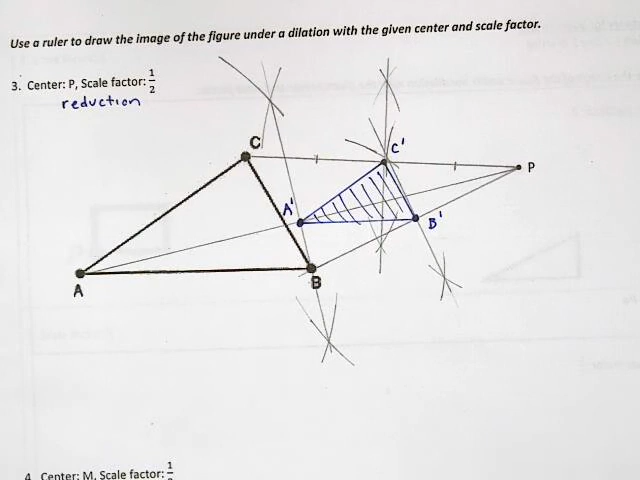 Use a ruler to draw the image of the figure under a dilation with the given center and scale factor.
3. Center: P, Scale factor: 1/2
reduction
C
C'
P
A'
B'
A
B
4. Center: M, Scale factor: 1